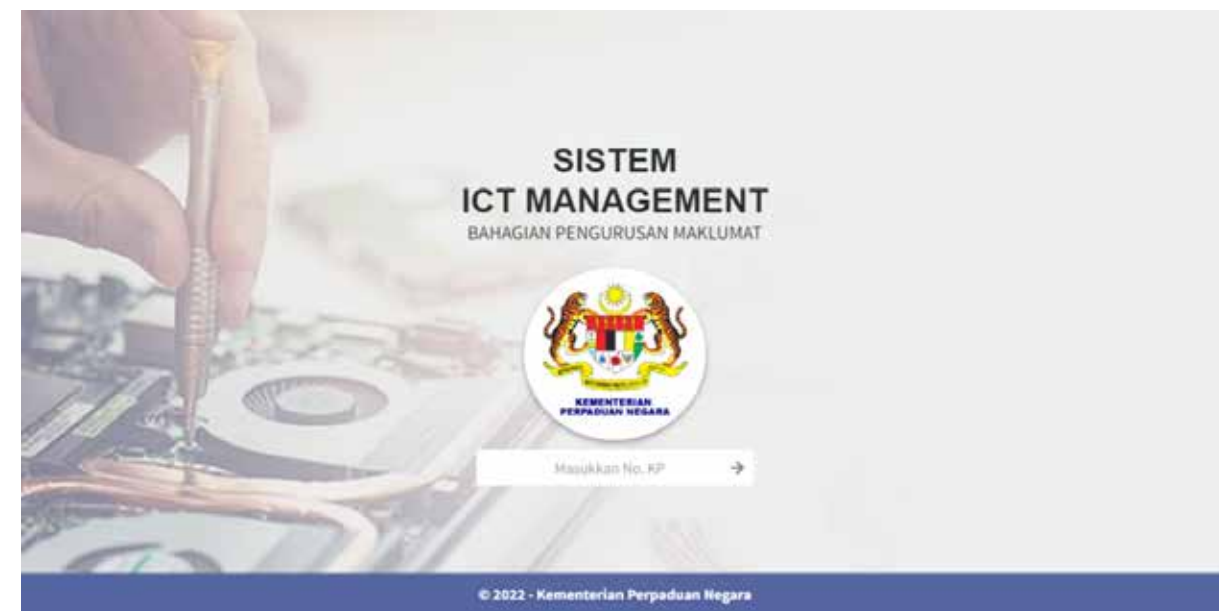 SISTEM
ICT MANAGEMENT
BAHAGIAN PENGURUSAN MAKLUMAT
KEMENTERIAN
PERPADUAN NEGARA
Masukkan No. KP
© 2022 - Kementerian Perpaduan Negara